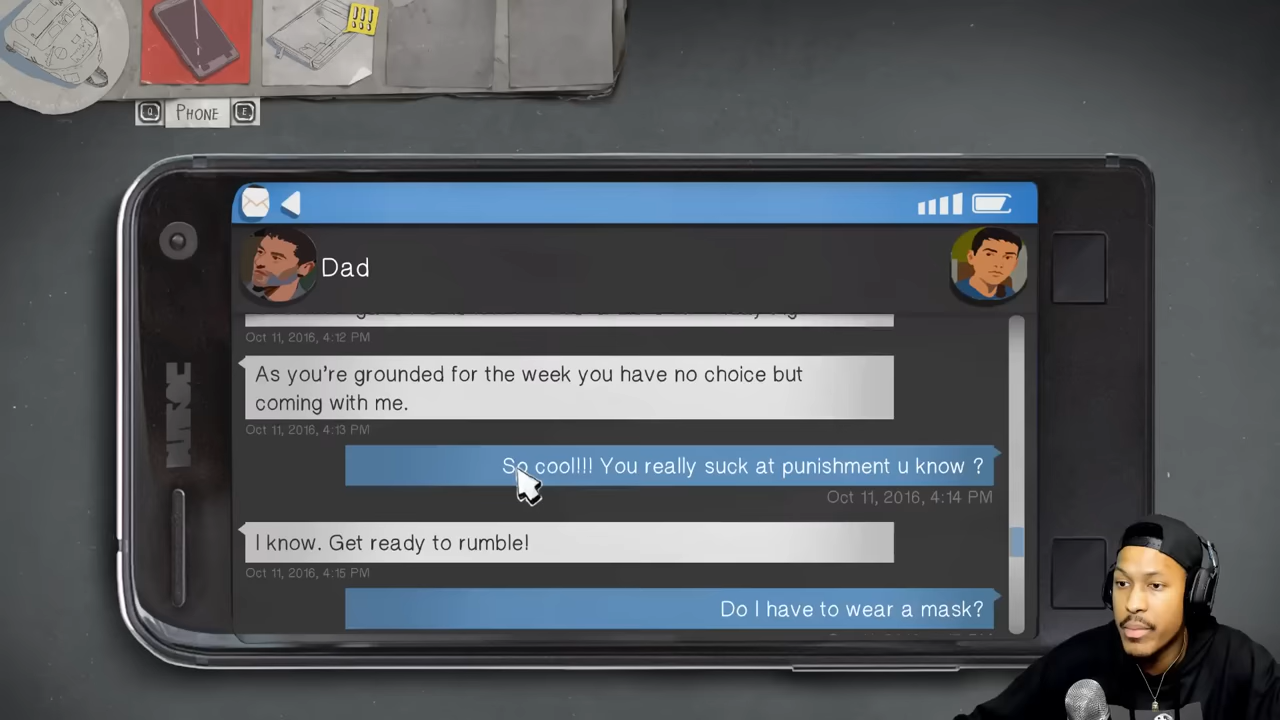 Q PHONE E
Dad
Oct 11, 2016, 4:12 PM
As you're grounded for the week you have no choice but
coming with me.
Oct 11, 2016, 4:13 PM
So cool!!! You really suck at punishment u know ?
Oct 11, 2016, 4:14 PM
I know. Get ready to rumble!
Oct 11, 2016, 4:15 PM
Do I have to wear a mask?